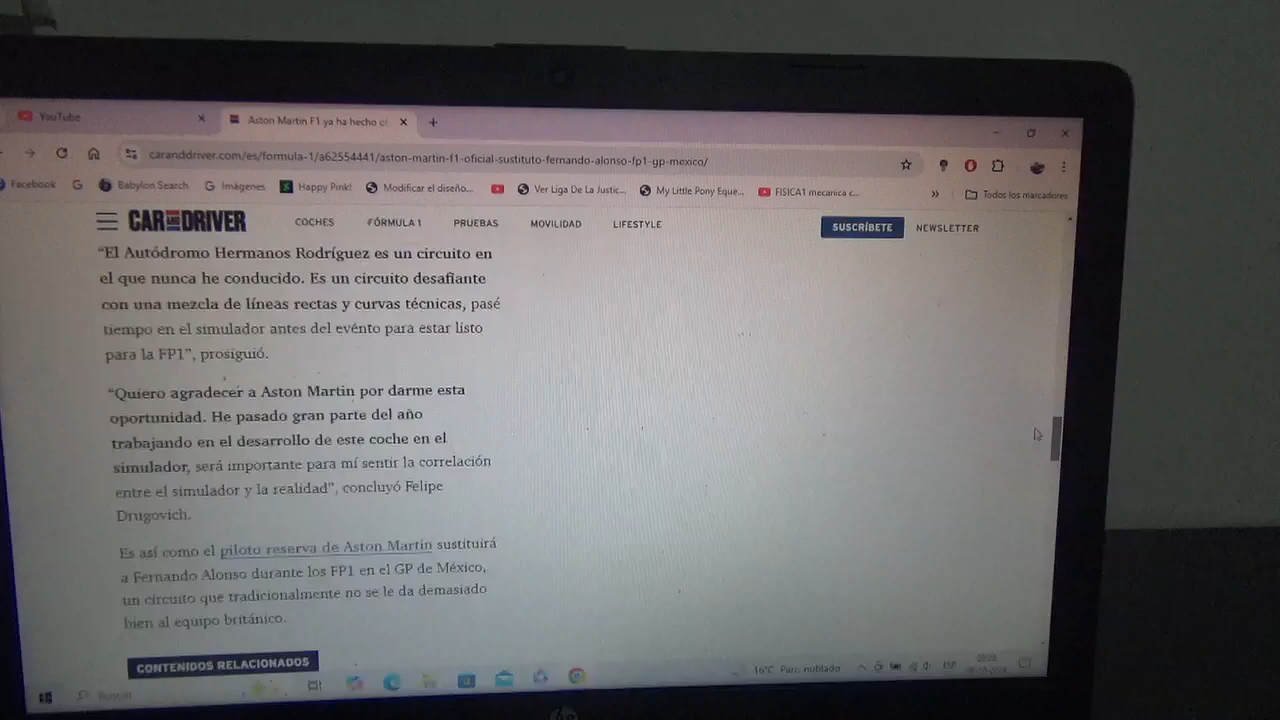 YouTube
Aston Martin F1 ya ha hecho of
caranddriver.com/es/formula-1/a62554441/aston-martin-f1-oficial-sustituto-fernando-alonso-fp1-gp-mexico/
Facebook
Babylon Search
Imágenes
Happy Pink!
Modificar el diseño...
Ver Liga De La Justic...
My Little Pony Eque...
FISICA1 mecanica c...
Todos los marcadores
CAR AND DRIVER
COCHES
FÓRMULA 1
PRUEBAS
MOVILIDAD
LIFESTYLE
SUSCRÍBETE
NEWSLETTER
“El Autódromo Hermanos Rodríguez es un circuito en
el que nunca he conducido. Es un circuito desafiante
con una mezcla de líneas rectas y curvas técnicas, pasé
tiempo en el simulador antes del evento para estar listo
para la FP1”, prosiguió.
“Quiero agradecer a Aston Martin por darme esta
oportunidad. He pasado gran parte del año
trabajando en el desarrollo de este coche en el
simulador, será importante para mí sentir la correlación
entre el simulador y la realidad”, concluyó Felipe
Drugovich.
Es así como el piloto reserva de Aston Martin sustituirá
a Fernando Alonso durante los FP1 en el GP de México,
un circuito que tradicionalmente no se le da demasiado
bien al equipo británico.
CONTENIDOS RELACIONADOS
Buscar
16°C Parc. nublado
ESP
hp